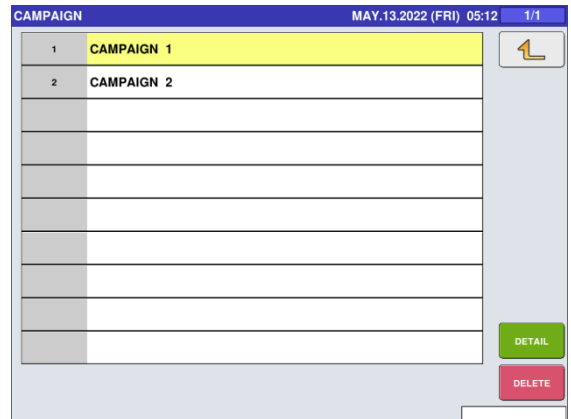 CAMPAIGN MAY.13.2022 (FRI) 05:12 1/1
1 CAMPAIGN 1
2 CAMPAIGN 2
DETAIL
DELETE